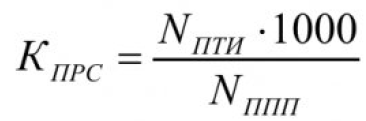 K_ПРС = N_ПТИ · 1000 / N_ППП